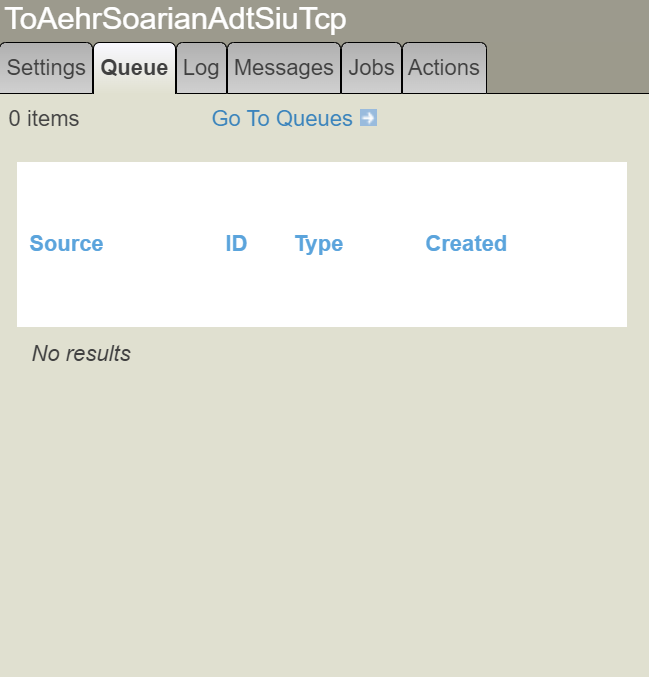 ToAehrSoarianAdtSiuTcp
Settings Queue Log Messages Jobs Actions
0 items Go To Queues
Source ID Type Created
No results